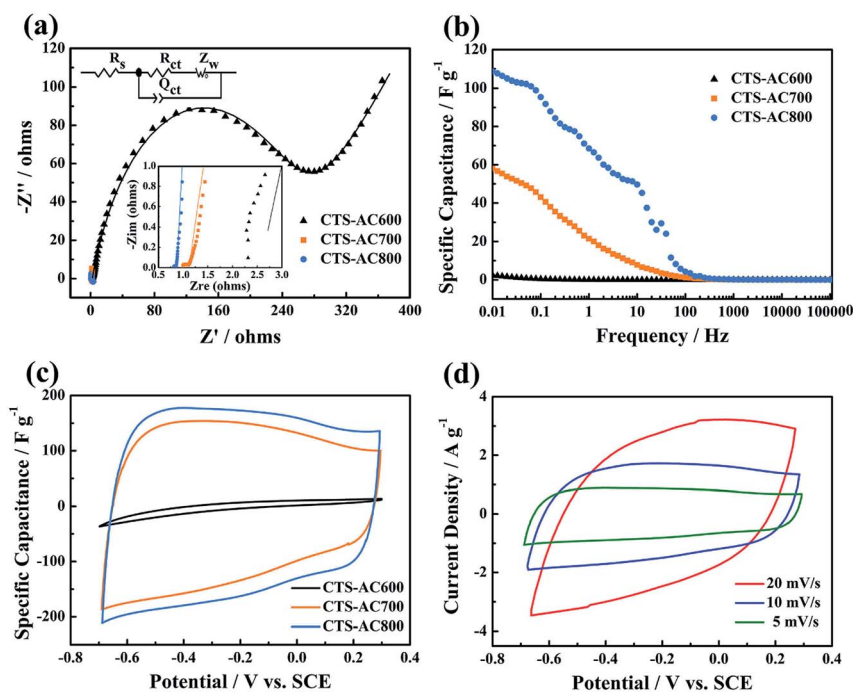 (a)
120
100
80
60
40
20
0
-Z'' / ohms
R_s R_ct Z_w
Q_ct
1.0
0.8
0.6
0.4
0.2
0.0
-Zim (ohms)
0.5 1.0 1.5 2.0 2.5 3.0
Zre (ohms)
CTS-AC600
CTS-AC700
CTS-AC800
0 80 160 240 320 400
Z' / ohms
(b)
120
100
80
60
40
20
0
Specific Capacitance / F g⁻¹
CTS-AC600
CTS-AC700
CTS-AC800
0.01 0.1 1 10 100 1000 10000 100000
Frequency / Hz
(c)
200
100
0
-100
-200
Specific Capacitance / F g⁻¹
CTS-AC600
CTS-AC700
CTS-AC800
-0.8 -0.6 -0.4 -0.2 0.0 0.2 0.4
Potential / V vs. SCE
(d)
4
2
0
-2
-4
Current Density / A g⁻¹
20 mV/s
10 mV/s
5 mV/s
-0.8 -0.6 -0.4 -0.2 0.0 0.2 0.4
Potential / V vs. SCE